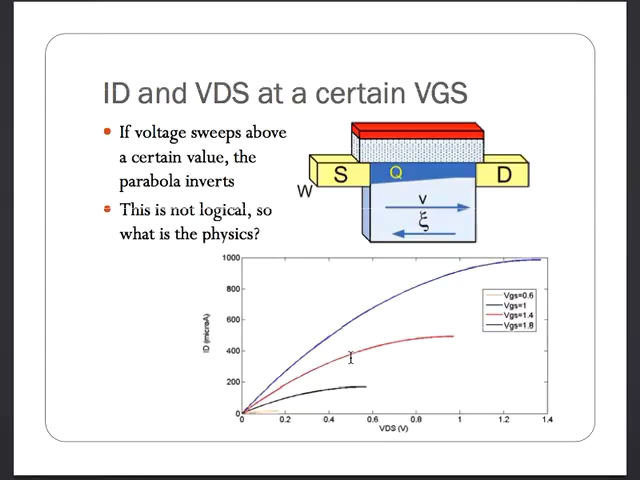 ID and VDS at a certain VGS
If voltage sweeps above
a certain value, the
parabola inverts
This is not logical, so
what is the physics?
S
Q
D
W
v
ξ
1000
800
600
400
200
0
ID (microA)
0
0.2
0.4
0.6
0.8
1
1.2
1.4
VDS (V)
Vgs=0.6
Vgs=1
Vgs=1.4
Vgs=1.8